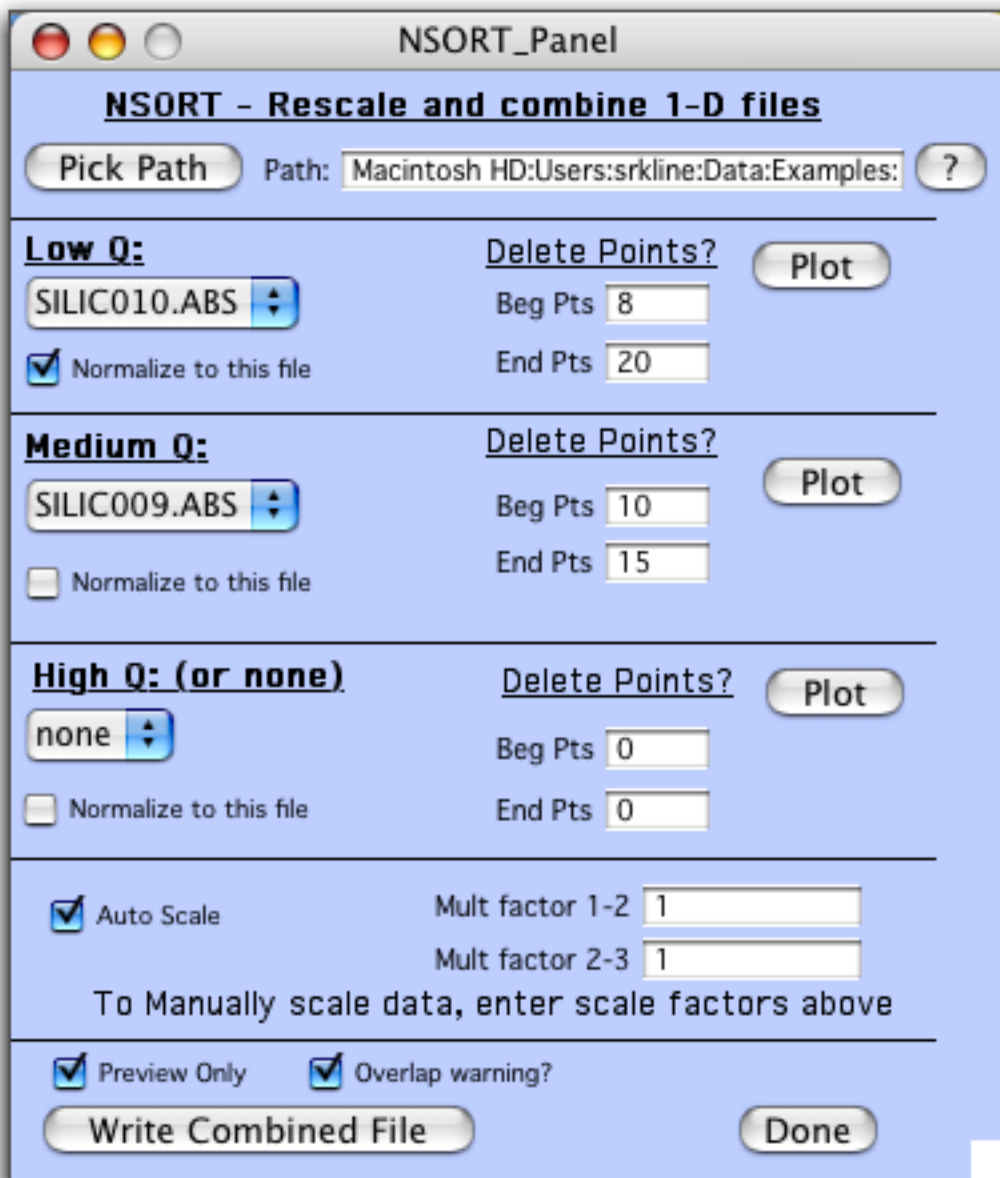 NSORT_Panel
NSORT - Rescale and combine 1-D files
Pick Path Path: Macintosh HD:Users:srkline:Data:Examples: ?
Low Q: Delete Points? Plot
SILIC010.ABS Beg Pts 8
Normalize to this file End Pts 20
Medium Q: Delete Points? Plot
SILIC009.ABS Beg Pts 10
Normalize to this file End Pts 15
High Q: (or none) Delete Points? Plot
none Beg Pts 0
Normalize to this file End Pts 0
Auto Scale Mult factor 1-2 1
Mult factor 2-3 1
To Manually scale data, enter scale factors above
Preview Only Overlap warning?
Write Combined File Done